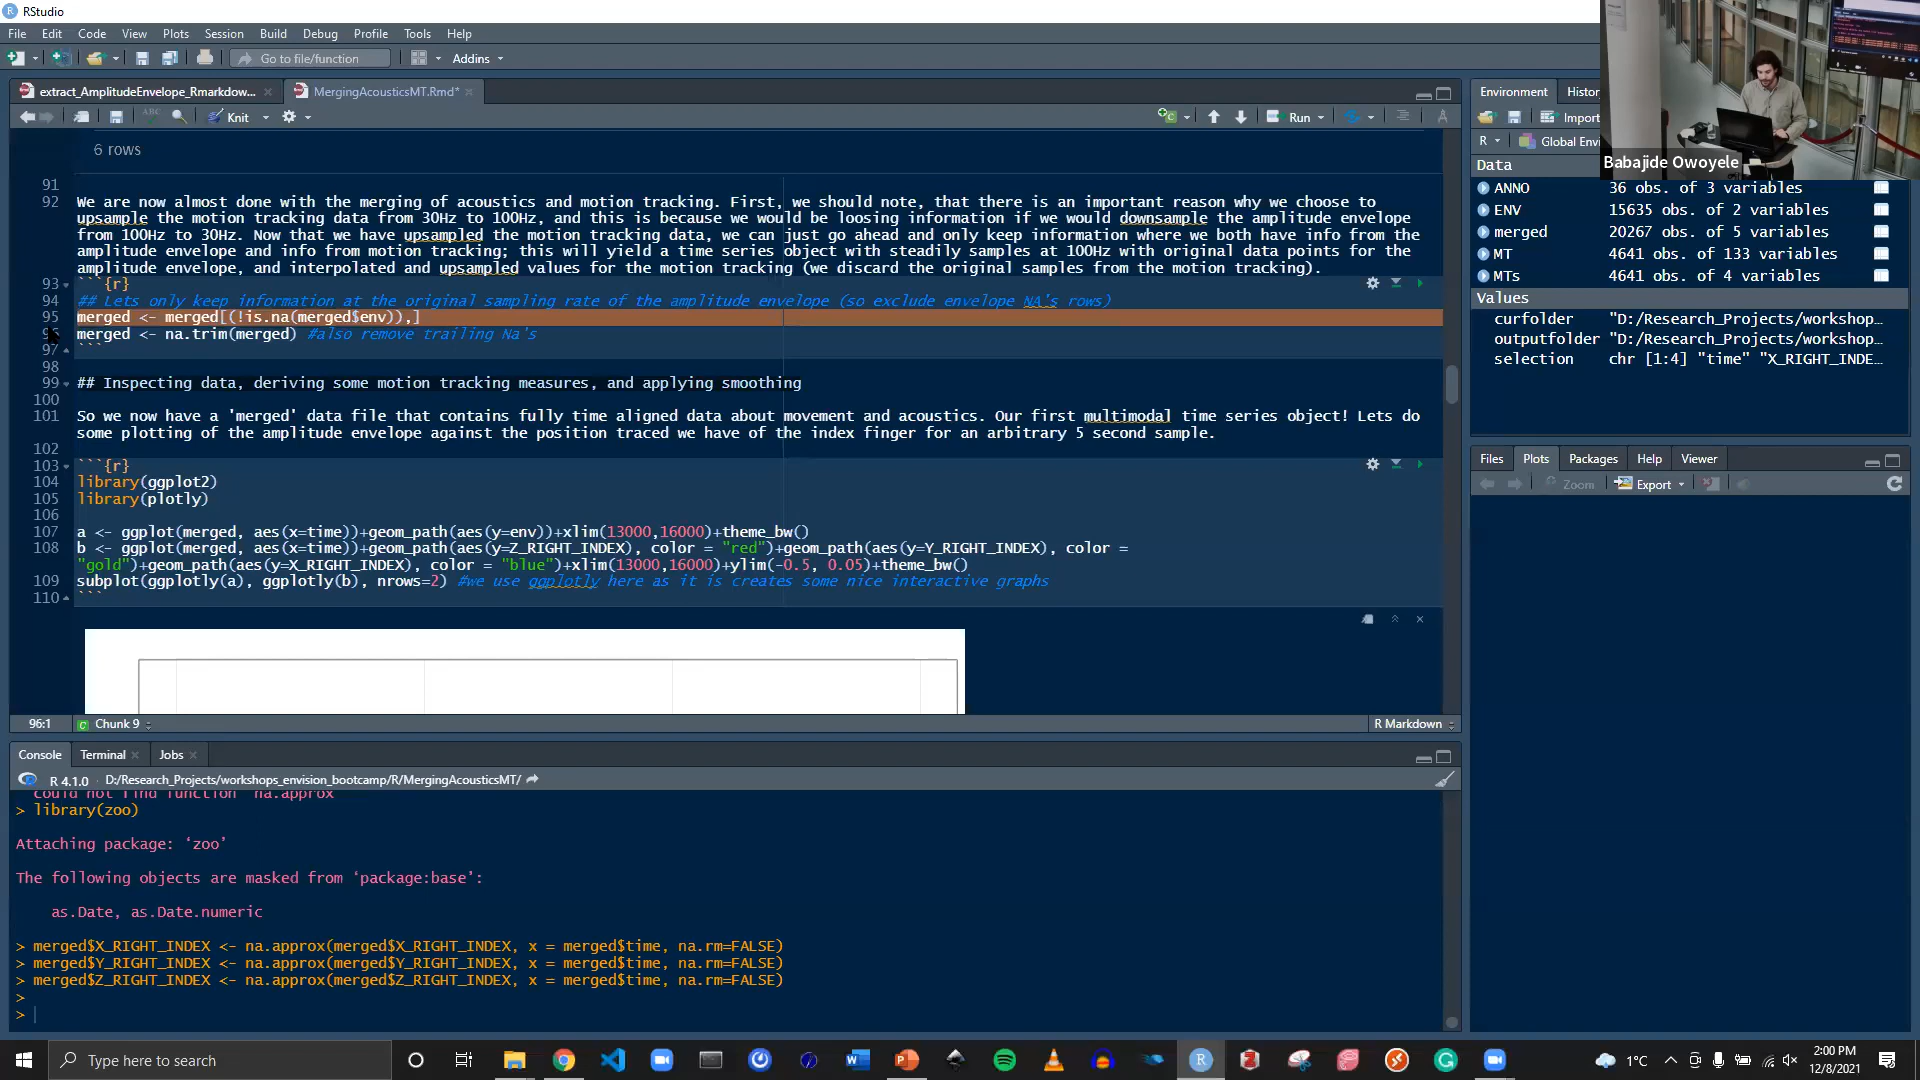 RStudio
File Edit Code View Plots Session Build Debug Profile Tools Help
Go to file/function Addins
extract_AmplitudeEnvelope_Rmarkdow... MergingAcousticsMT.Rmd*
ABC Knit Run
6 rows
91
92 We are now almost done with the merging of acoustics and motion tracking. First, we should note, that there is an important reason why we choose to
upsample the motion tracking data from 30Hz to 100Hz, and this is because we would be loosing information if we would downsample the amplitude envelope
from 100Hz to 30Hz. Now that we have upsampled the motion tracking data, we can just go ahead and only keep information where we both have info from the
amplitude envelope and info from motion tracking; this will yield a time series object with steadily samples at 100Hz with original data points for the
amplitude envelope, and interpolated and upsampled values for the motion tracking (we discard the original samples from the motion tracking).
93 ```{r}
94 ## Lets only keep information at the original sampling rate of the amplitude envelope (so exclude envelope NA's rows)
95 merged <- merged[(!is.na(merged$env)),]
96 merged <- na.trim(merged) #also remove trailing Na's
97 ```
98
99 ## Inspecting data, deriving some motion tracking measures, and applying smoothing
100
101 So we now have a 'merged' data file that contains fully time aligned data about movement and acoustics. Our first multimodal time series object! Lets do
some plotting of the amplitude envelope against the position traced we have of the index finger for an arbitrary 5 second sample.
102
103 ```{r}
104 library(ggplot2)
105 library(plotly)
106
107 a <- ggplot(merged, aes(x=time))+geom_path(aes(y=env))+xlim(13000,16000)+theme_bw()
108 b <- ggplot(merged, aes(x=time))+geom_path(aes(y=Z_RIGHT_INDEX), color = "red")+geom_path(aes(y=Y_RIGHT_INDEX), color =
"gold")+geom_path(aes(y=X_RIGHT_INDEX), color = "blue")+xlim(13000,16000)+ylim(-0.5, 0.05)+theme_bw()
109 subplot(ggplotly(a), ggplotly(b), nrows=2) #we use ggplotly here as it is creates some nice interactive graphs
110 ```
96:1 Chunk 9 R Markdown
Console Terminal Jobs
R 4.1.0 · D:/Research_Projects/workshops_envision_bootcamp/R/MergingAcousticsMT/
could not find function "na.approx"
> library(zoo)
Attaching package: ‘zoo’
The following objects are masked from ‘package:base’:
as.Date, as.Date.numeric
> merged$X_RIGHT_INDEX <- na.approx(merged$X_RIGHT_INDEX, x = merged$time, na.rm=FALSE)
> merged$Y_RIGHT_INDEX <- na.approx(merged$Y_RIGHT_INDEX, x = merged$time, na.rm=FALSE)
> merged$Z_RIGHT_INDEX <- na.approx(merged$Z_RIGHT_INDEX, x = merged$time, na.rm=FALSE)
>
>
Environment Histor
Import
R Global Envi
Babajide Owoyele
Data
ANNO 36 obs. of 3 variables
ENV 15635 obs. of 2 variables
merged 20267 obs. of 5 variables
MT 4641 obs. of 133 variables
MTs 4641 obs. of 4 variables
Values
curfolder "D:/Research_Projects/workshop…
outputfolder "D:/Research_Projects/workshop…
selection chr [1:4] "time" "X_RIGHT_INDE…
Files Plots Packages Help Viewer
Zoom Export
Type here to search
1°C
2:00 PM
12/8/2021